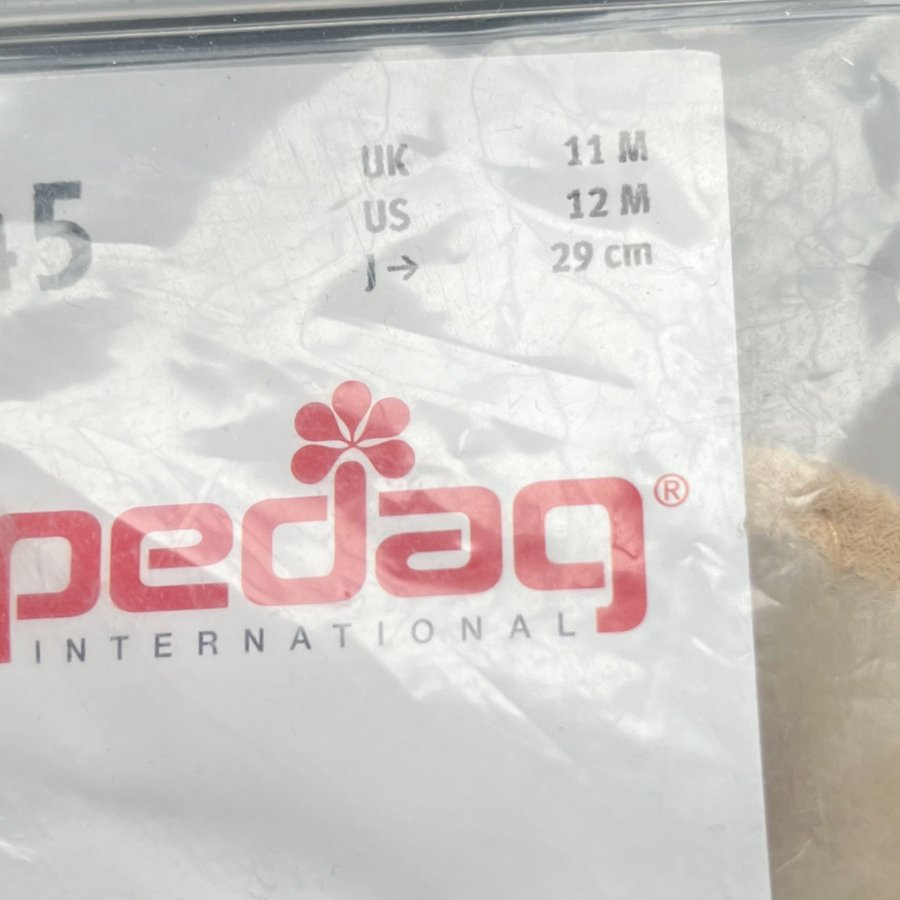 45
UK 11 M
US 12 M
J→ 29 cm
pedag®
INTERNATIONAL